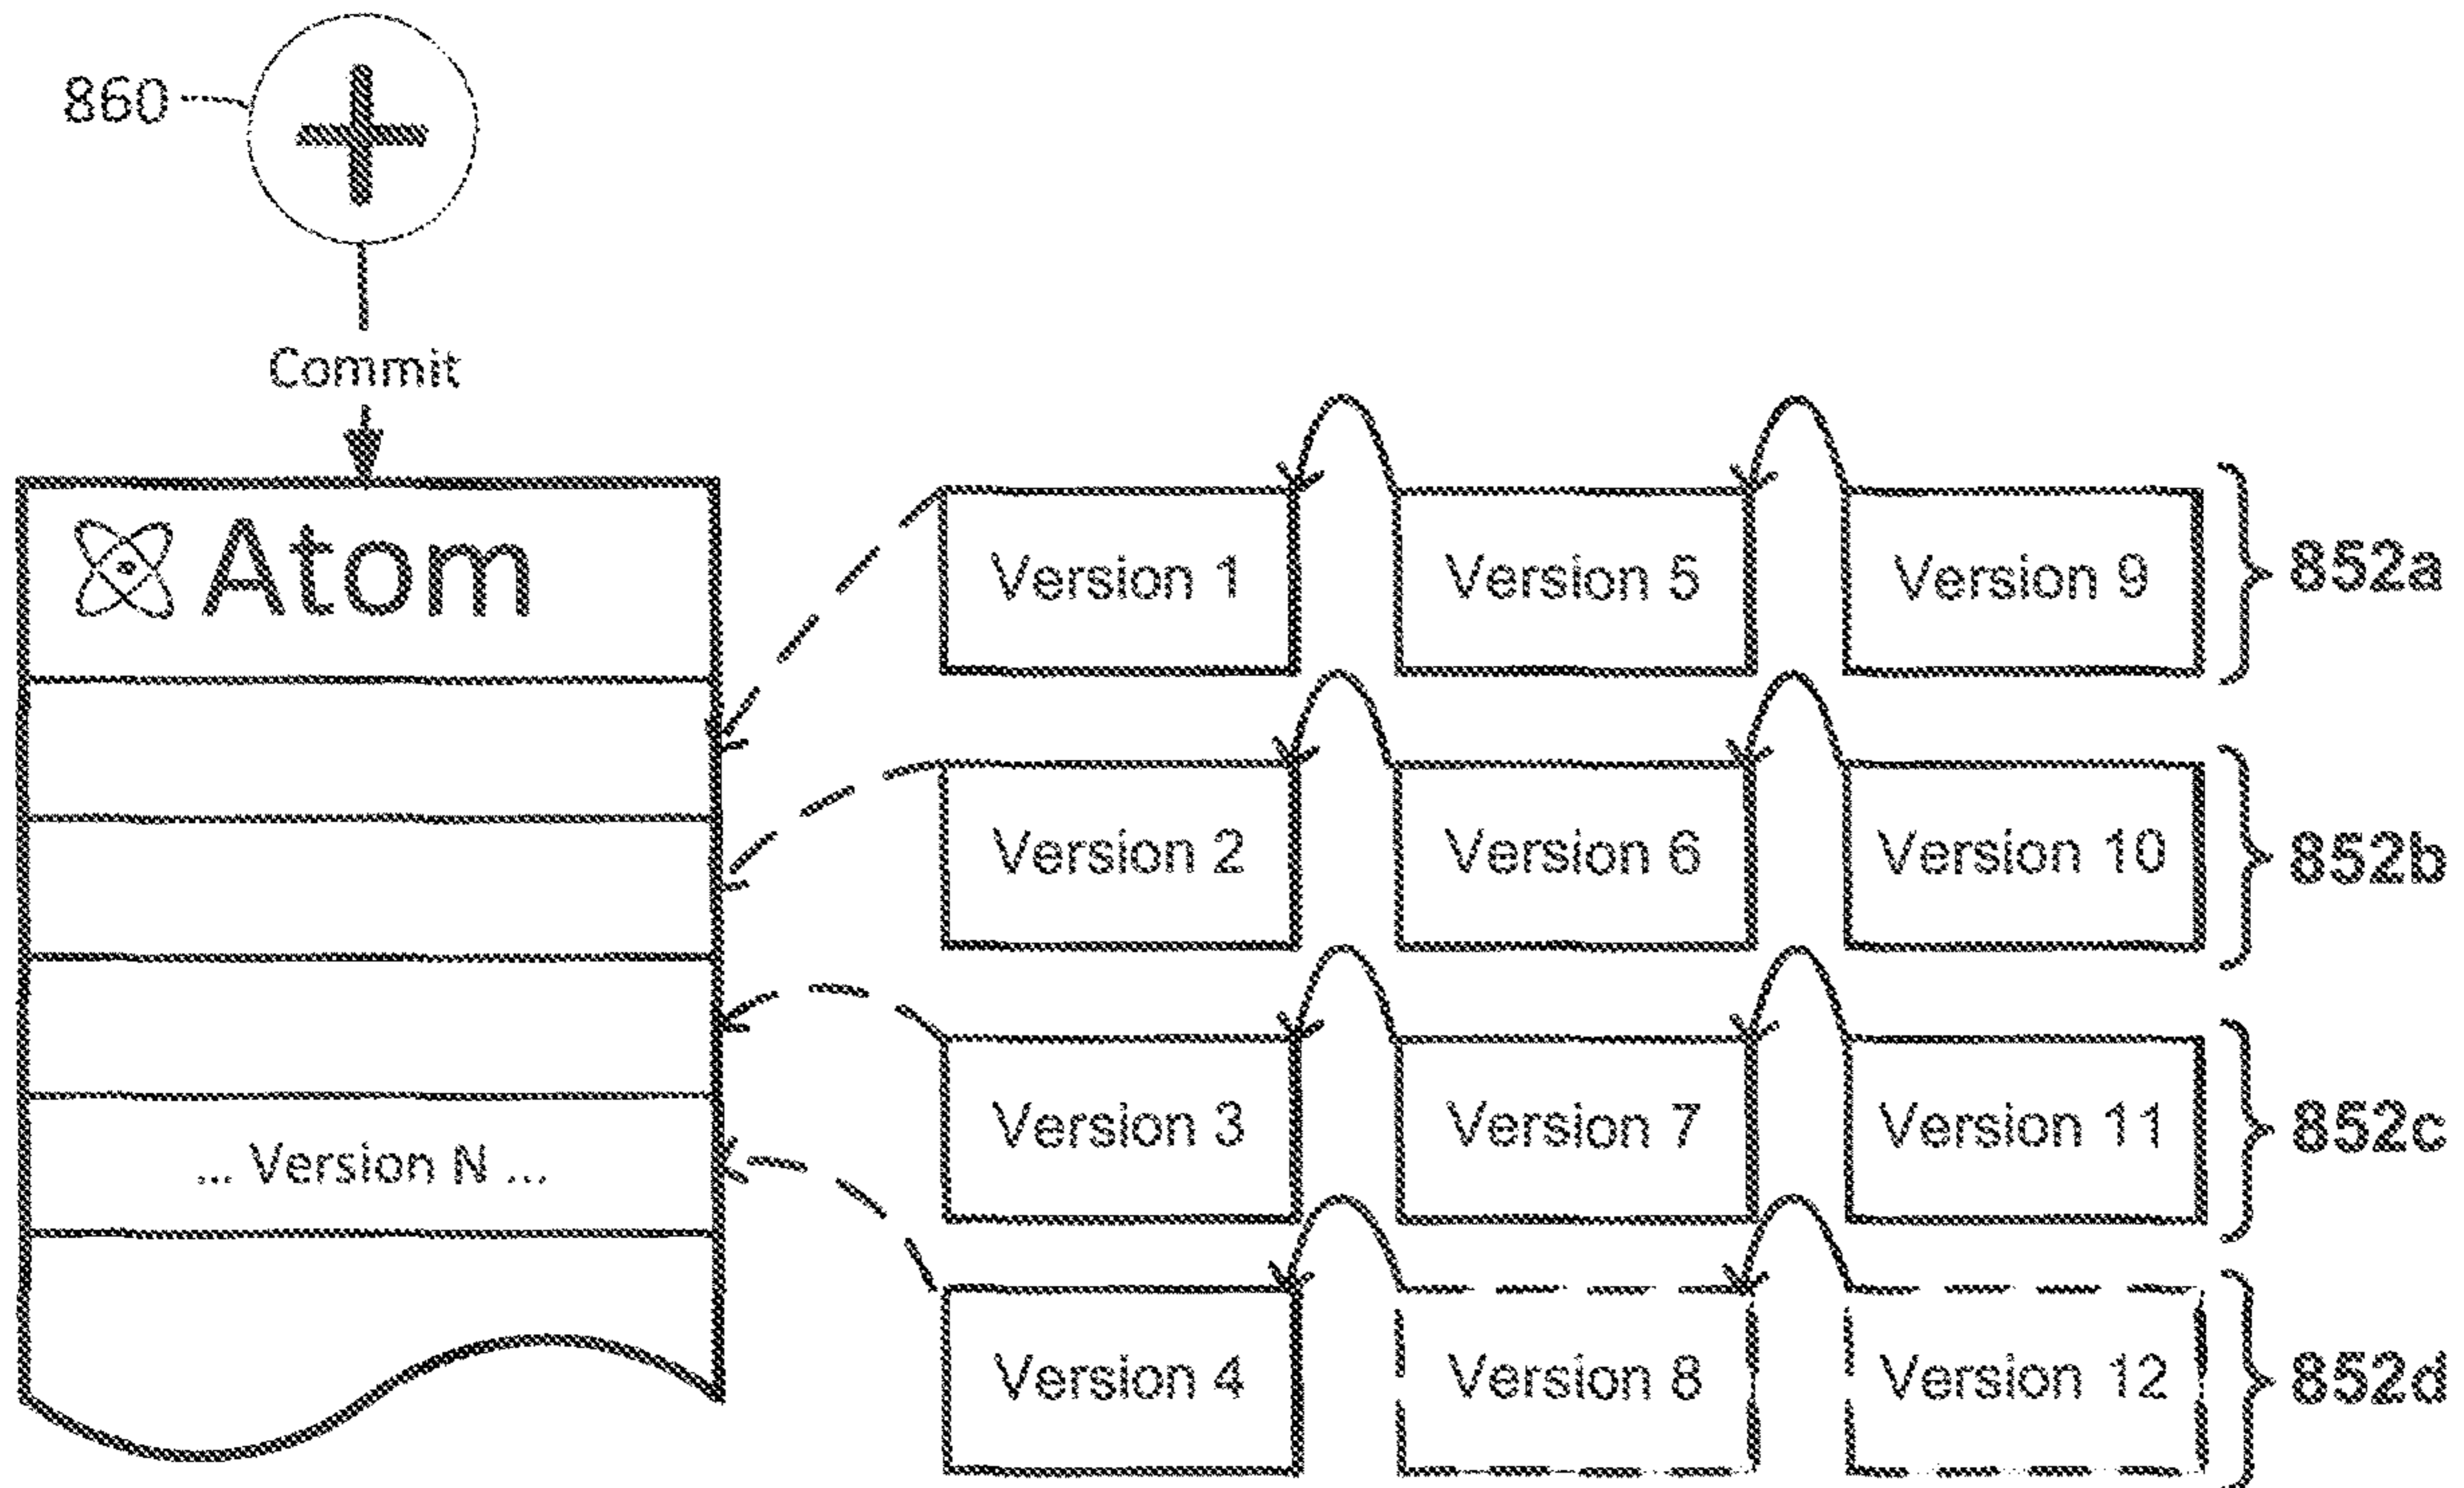 860
Commit
Atom
Version 1 Version 5 Version 9 852a
Version 2 Version 6 Version 10 852b
Version 3 Version 7 Version 11 852c
... Version N ...
Version 4 Version 8 Version 12 852d